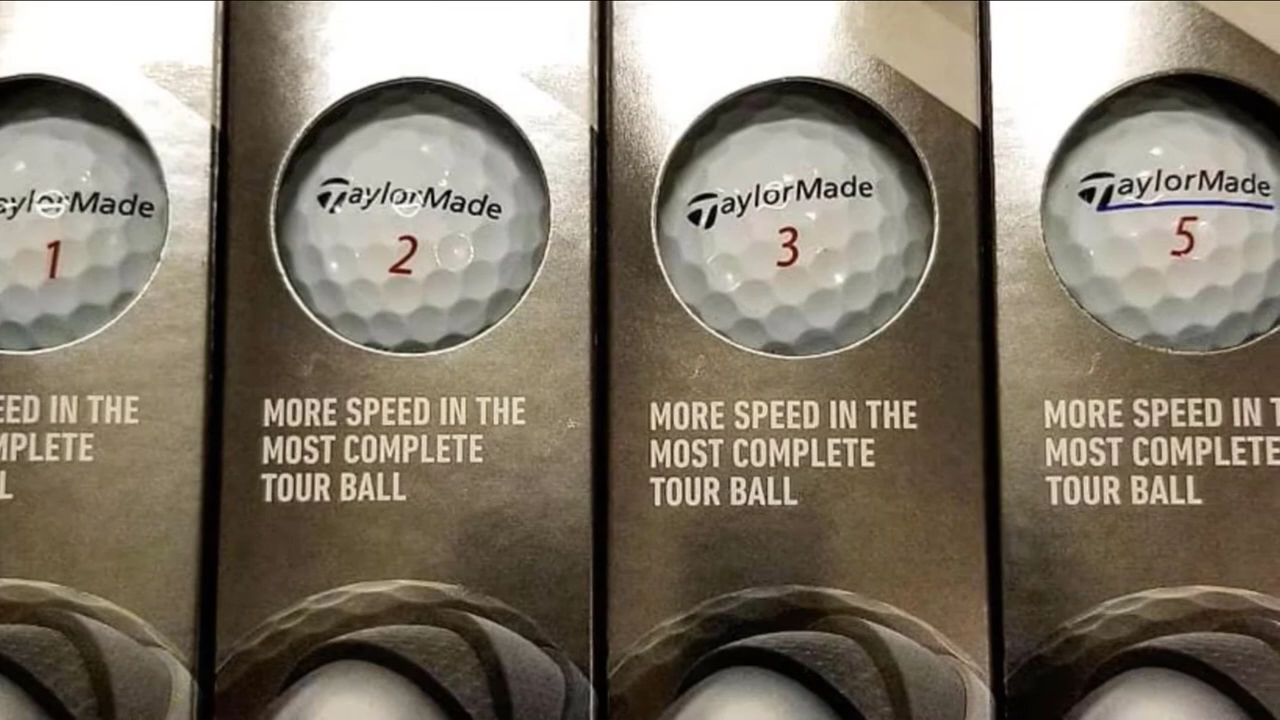 aylorMade
1
EED IN THE
MPLETE
L
TaylorMade
2
MORE SPEED IN THE
MOST COMPLETE
TOUR BALL
TaylorMade
3
MORE SPEED IN THE
MOST COMPLETE
TOUR BALL
TaylorMade
5
MORE SPEED IN T
MOST COMPLETE
TOUR BALL